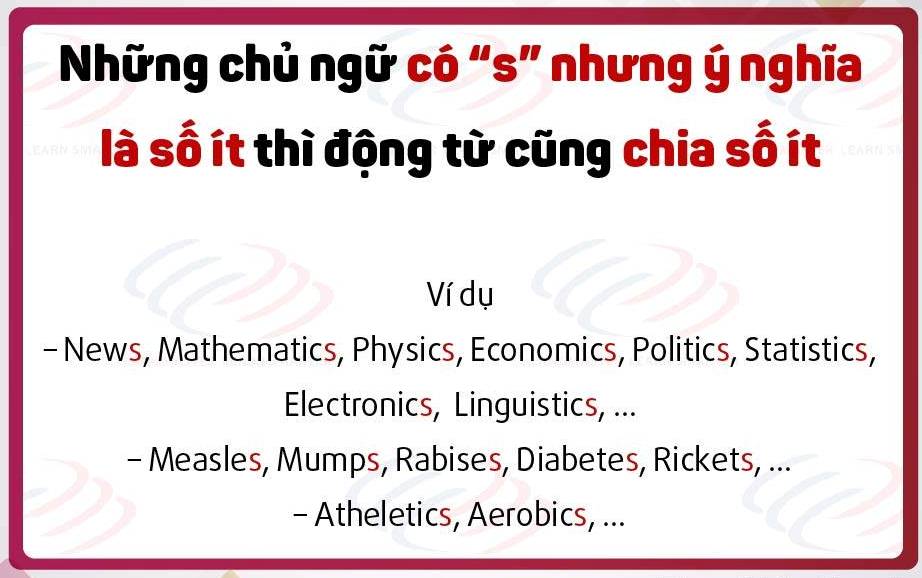 Những chủ ngữ có “s” nhưng ý nghĩa
là số ít thì động từ cũng chia số ít
Ví dụ
– News, Mathematics, Physics, Economics, Politics, Statistics,
Electronics, Linguistics, ...
– Measles, Mumps, Rabises, Diabetes, Rickets, ...
– Atheletics, Aerobics, ...